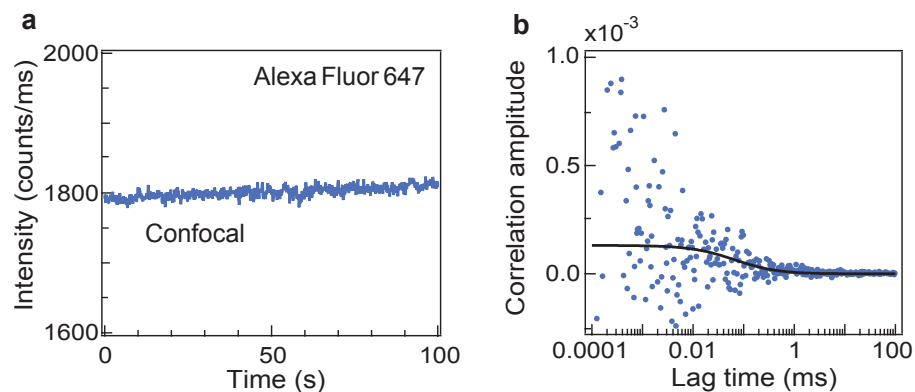 a
2000
1800
1600
Intensity (counts/ms)
Alexa Fluor 647
Confocal
0
50
100
Time (s)
b
x10⁻³
1.0
0.5
0.0
Correlation amplitude
0.0001
0.01
1
100
Lag time (ms)